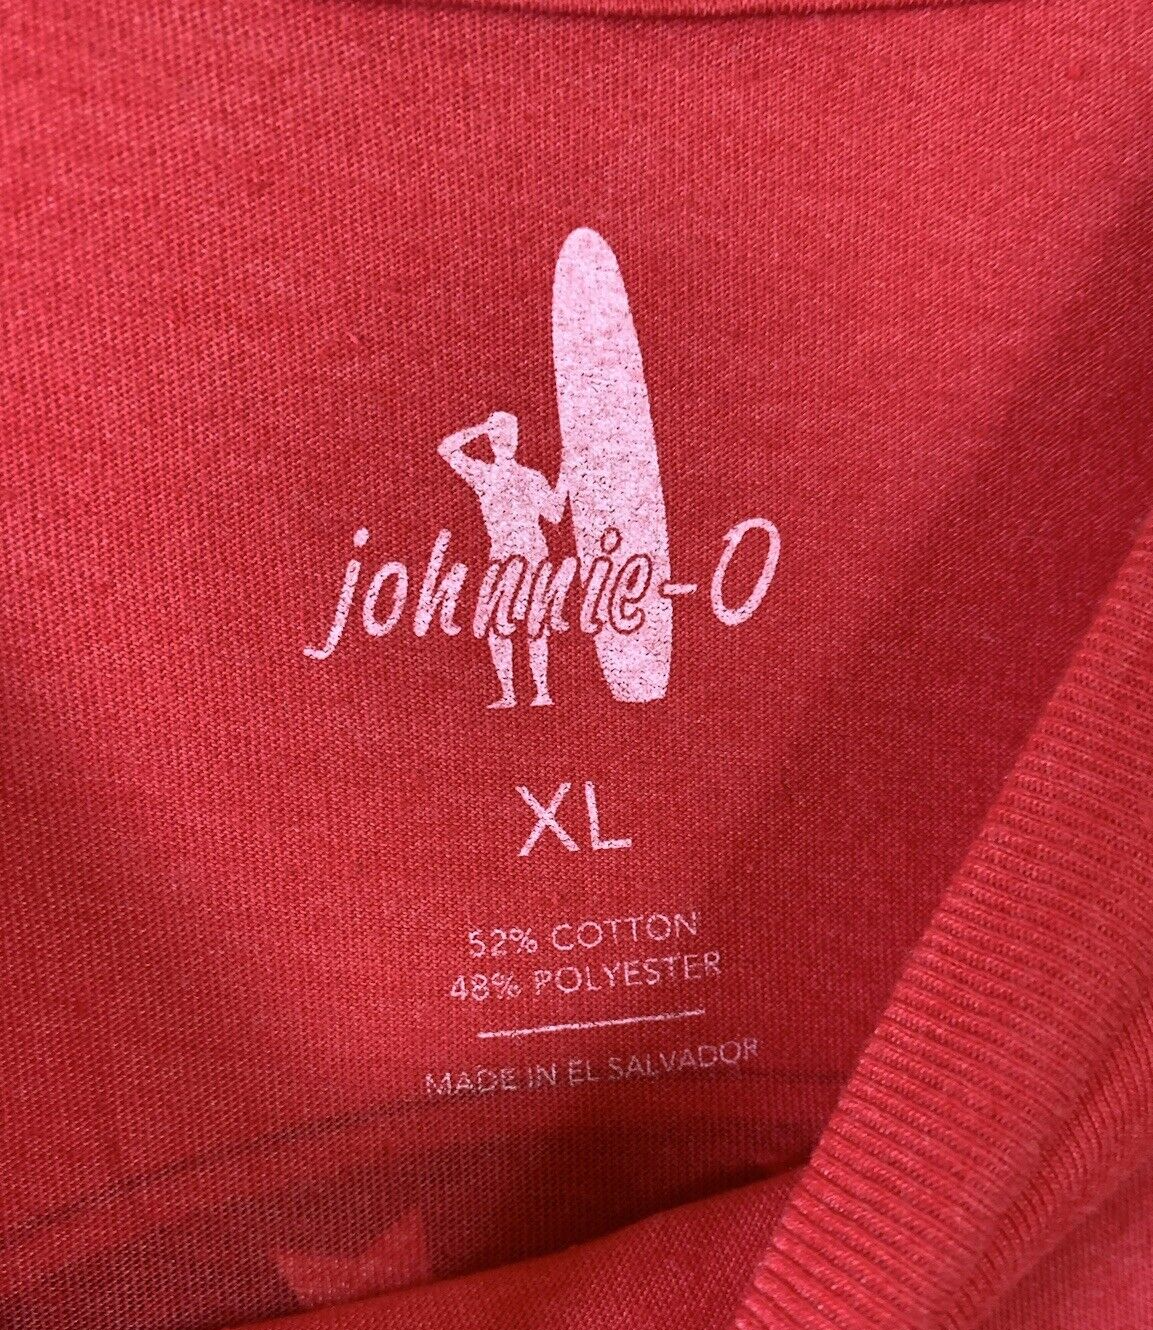 johnnie-O
XL
52% COTTON
48% POLYESTER
MADE IN EL SALVADOR